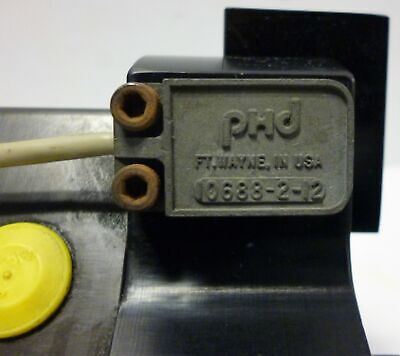 PHD
FT. WAYNE, IN USA
10688-2-12